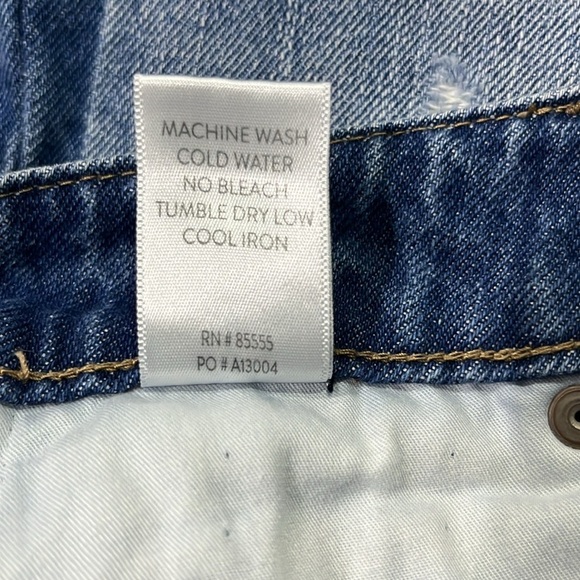 MACHINE WASH
COLD WATER
NO BLEACH
TUMBLE DRY LOW
COOL IRON
RN # 85555
PO # A13004